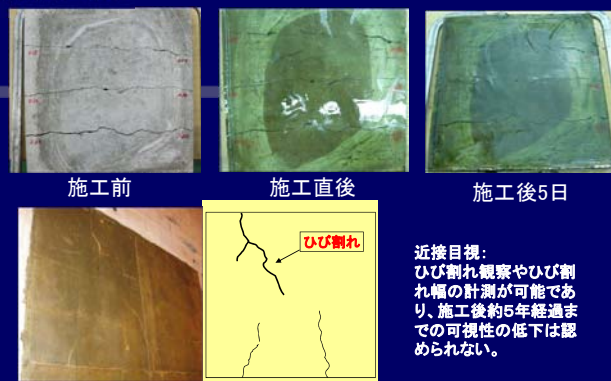 施工前
施工直後
施工後5日
ひび割れ
近接目視：
ひび割れ観察やひび割
れ幅の計測が可能であ
り、施工後約5年経過ま
での可視性の低下は認
められない。